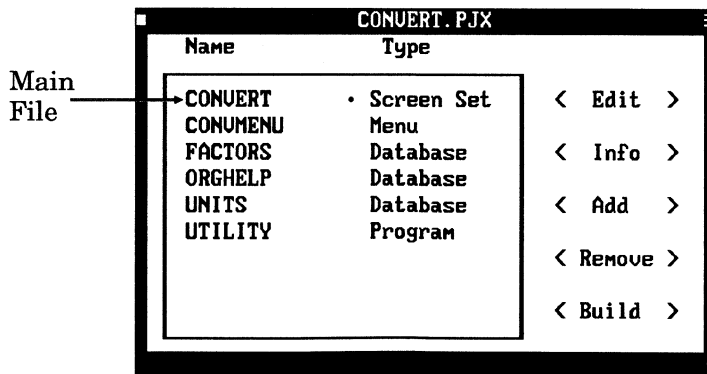 CONVERT.PJX
Name Type
Main File
CONVERT • Screen Set < Edit >
CONVMENU Menu
FACTORS Database < Info >
ORGHELP Database
UNITS Database < Add >
UTILITY Program
< Remove >
< Build >